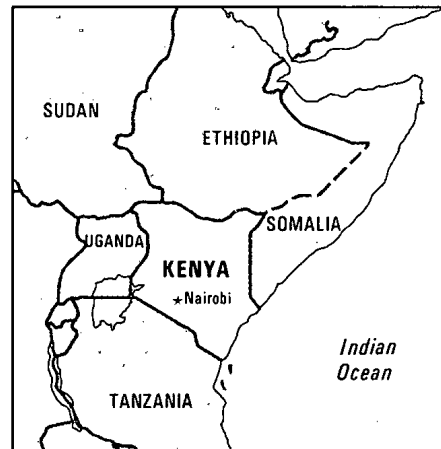 SUDAN
ETHIOPIA
SOMALIA
UGANDA
KENYA
★Nairobi
Indian
Ocean
TANZANIA